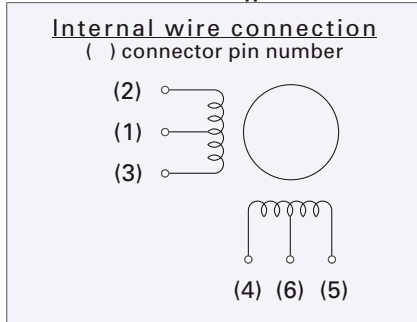 Internal wire connection
( ) connector pin number
(2)
(1)
(3)
(4) (6) (5)